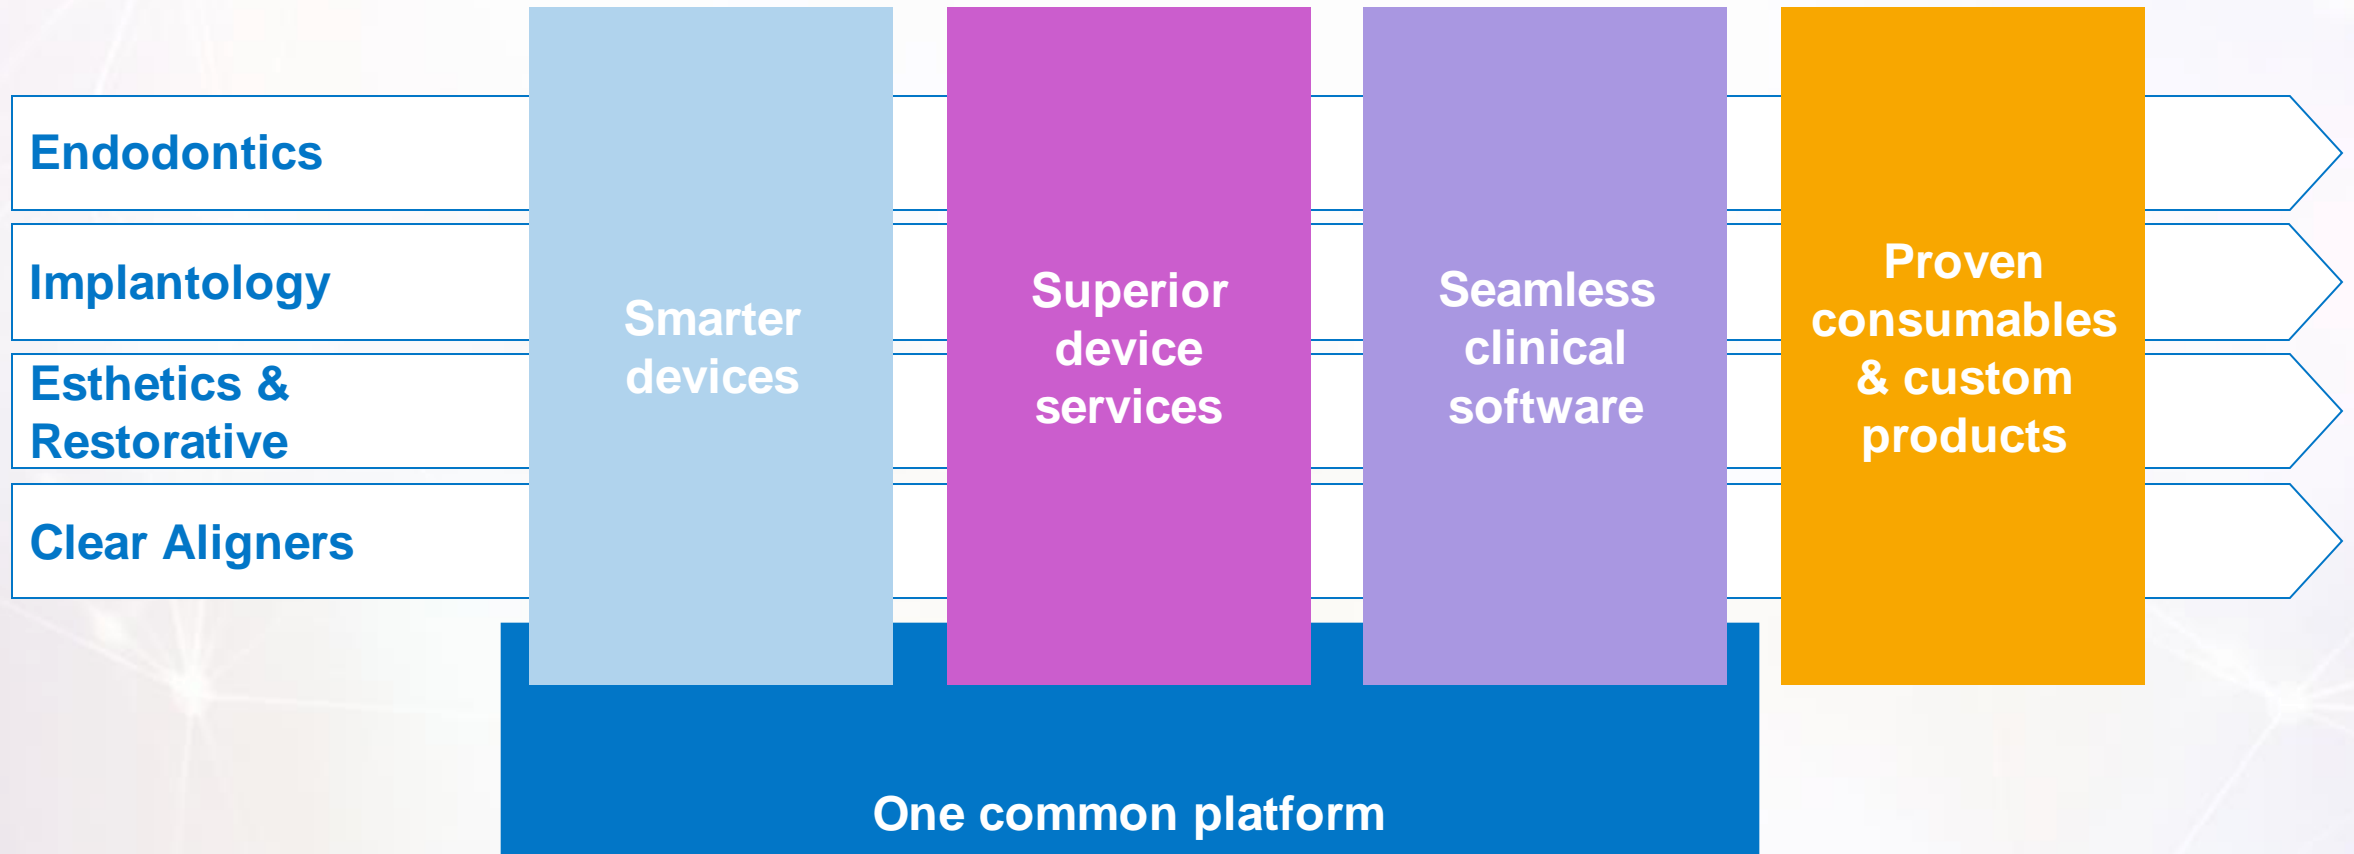 Endodontics
Implantology
Esthetics &
Restorative
Clear Aligners
Smarter
devices
Superior
device
services
Seamless
clinical
software
Proven
consumables
& custom
products
One common platform